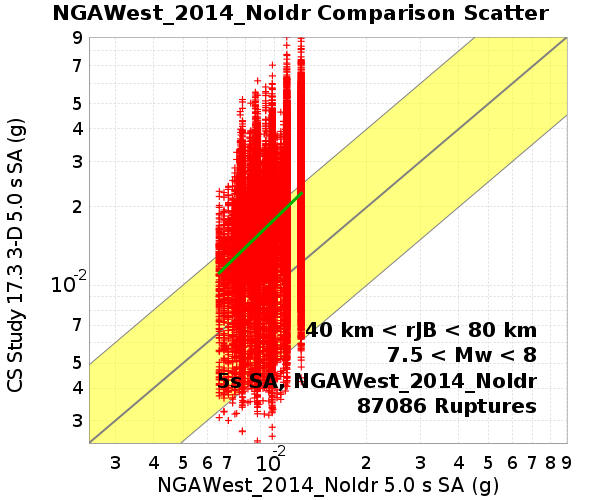 NGAWest_2014_NoIdr Comparison Scatter
CS Study 17.3 3-D 5.0 s SA (g)
9
7
5
4
3
2
10^-2
7
5
4
3
40 km < rJB < 80 km
7.5 < Mw < 8
5s SA, NGAWest_2014_NoIdr
87086 Ruptures
3 4 5 6 7 10^-2 2 3 4 5 6 7 8 9
NGAWest_2014_NoIdr 5.0 s SA (g)